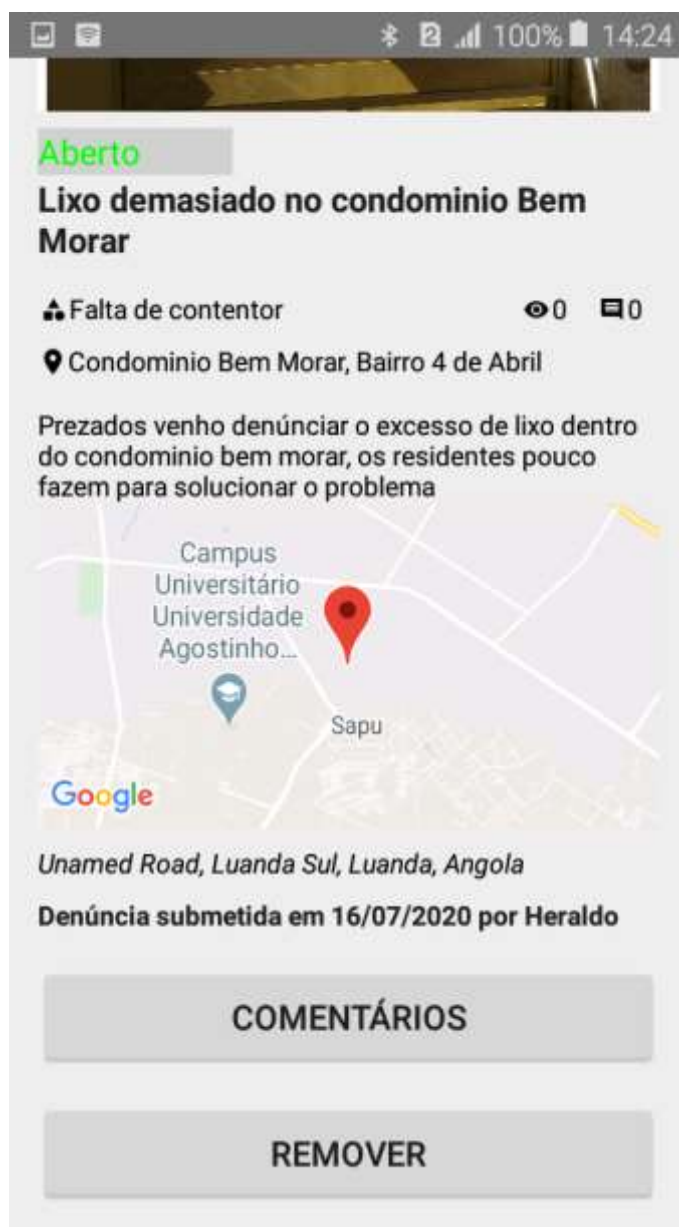 100% 14:24
Aberto
Lixo demasiado no condominio Bem
Morar
Falta de contentor 0 0
Condominio Bem Morar, Bairro 4 de Abril
Prezados venho denúnciar o excesso de lixo dentro
do condominio bem morar, os residentes pouco
fazem para solucionar o problema
Campus
Universitário
Universidade
Agostinho...
Sapu
Google
Unamed Road, Luanda Sul, Luanda, Angola
Denúncia submetida em 16/07/2020 por Heraldo
COMENTÁRIOS
REMOVER